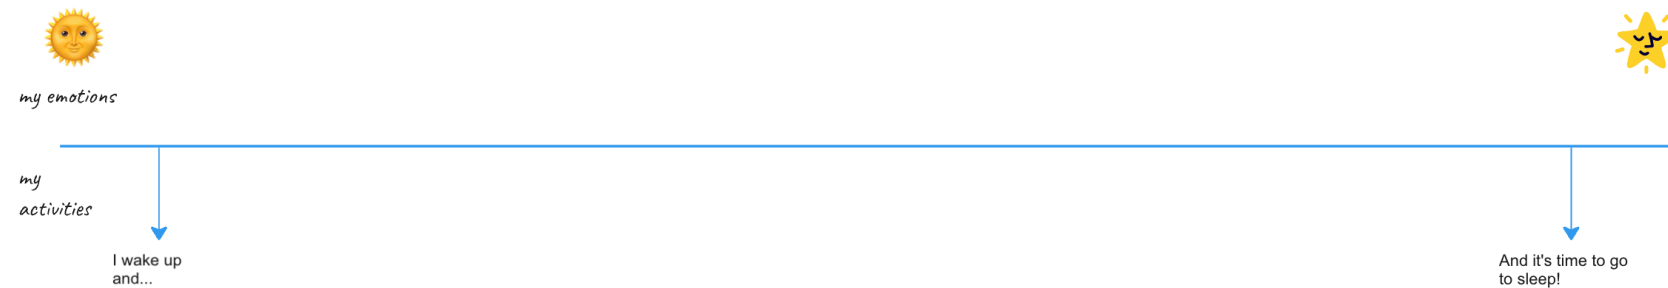 my emotions
my
activities
I wake up
and...
And it's time to go
to sleep!